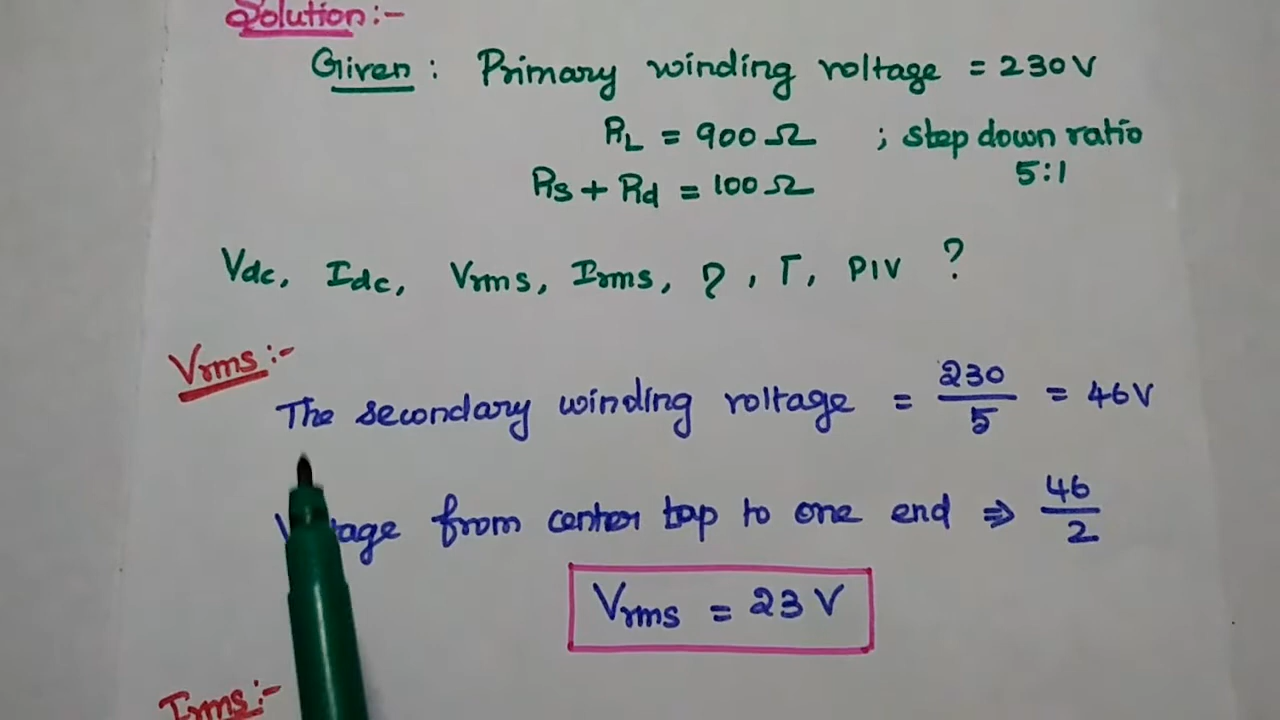 Solution:-
Given: Primary winding voltage = 230V
RL = 900Ω ; step down ratio
5:1
Rs + Rd = 100Ω
Vdc, Idc, Vrms, Irms, η, Γ, PIV ?
Vrms:-
The secondary winding voltage = 230/5 = 46V
from center tap to one end ⇒ 46/2
Vrms = 23 V
Irms:-